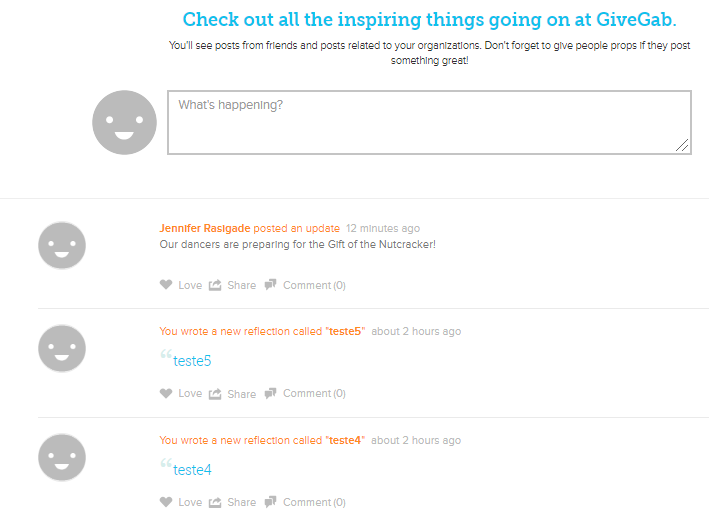 Check out all the inspiring things going on at GiveGab.
You'll see posts from friends and posts related to your organizations. Don't forget to give people props if they post
something great!
What's happening?
Jennifer Rasigade posted an update 12 minutes ago
Our dancers are preparing for the Gift of the Nutcracker!
Love Share Comment (0)
You wrote a new reflection called "teste5" about 2 hours ago
“teste5
Love Share Comment (0)
You wrote a new reflection called "teste4" about 2 hours ago
“teste4
Love Share Comment (0)